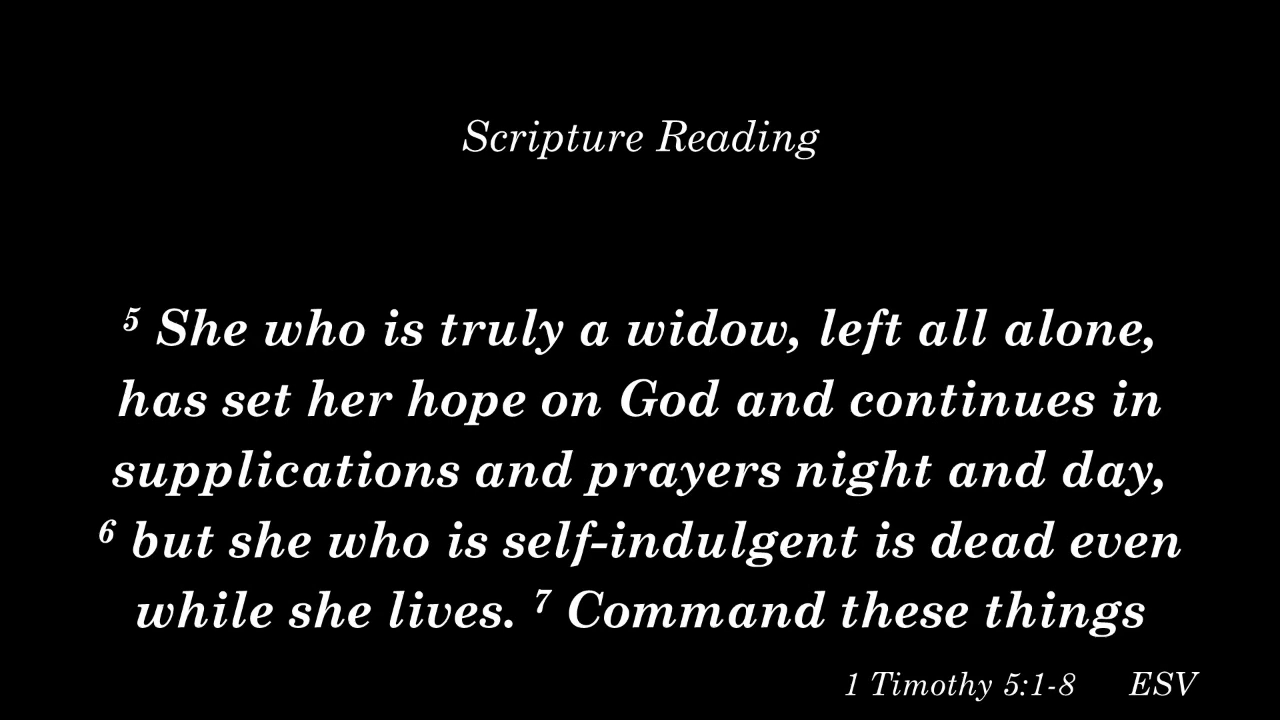 Scripture Reading
⁵ She who is truly a widow, left all alone,
has set her hope on God and continues in
supplications and prayers night and day,
⁶ but she who is self-indulgent is dead even
while she lives. ⁷ Command these things
1 Timothy 5:1-8 ESV